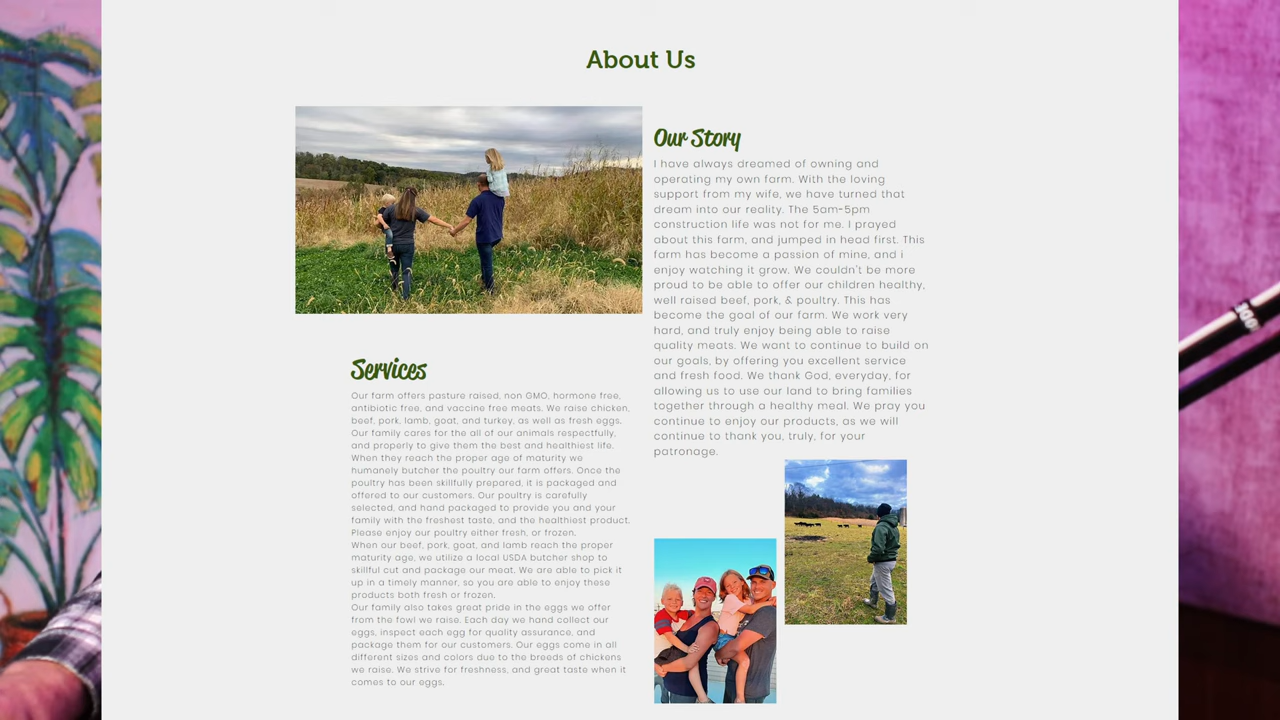 About Us
Our Story
I have always dreamed of owning and
operating my own farm. With the loving
support from my wife, we have turned that
dream into our reality. The 5am-5pm
construction life was not for me. I prayed
about this farm, and jumped in head first. This
farm has become a passion of mine, and i
enjoy watching it grow. We couldn't be more
proud to be able to offer our children healthy,
well raised beef, pork, & poultry. This has
become the goal of our farm. We work very
hard, and truly enjoy being able to raise
quality meats. We want to continue to build on
our goals, by offering you excellent service
and fresh food. We thank God, everyday, for
allowing us to use our land to bring families
together through a healthy meal. We pray you
continue to enjoy our products, as we will
continue to thank you, truly, for your
patronage.
Services
Our farm offers pasture raised, non GMO, hormone free,
antibiotic free, and vaccine free meats. We raise chicken,
beef, pork, lamb, goat, and turkey, as well as fresh eggs.
Our family cares for the all of our animals respectfully,
and properly to give them the best and healthiest life.
When they reach the proper age of maturity we
humanely butcher the poultry our farm offers. Once the
poultry has been skillfully prepared, it is packaged and
offered to our customers. Our poultry is carefully
selected, and hand packaged to provide you and your
family with the freshest taste, and the healthiest product.
Please enjoy our poultry either fresh, or frozen.
When our beef, pork, goat, and lamb reach the proper
maturity age, we utilize a local USDA butcher shop to
skillful cut and package our meat. We are able to pick it
up in a timely manner, so you are able to enjoy these
products both fresh or frozen.
Our family also takes great pride in the eggs we offer
from the fowl we raise. Each day we hand collect our
eggs, inspect each egg for quality assurance, and
package them for our customers. Our eggs come in all
different sizes and colors due to the breeds of chickens
we raise. We strive for freshness, and great taste when it
comes to our eggs.